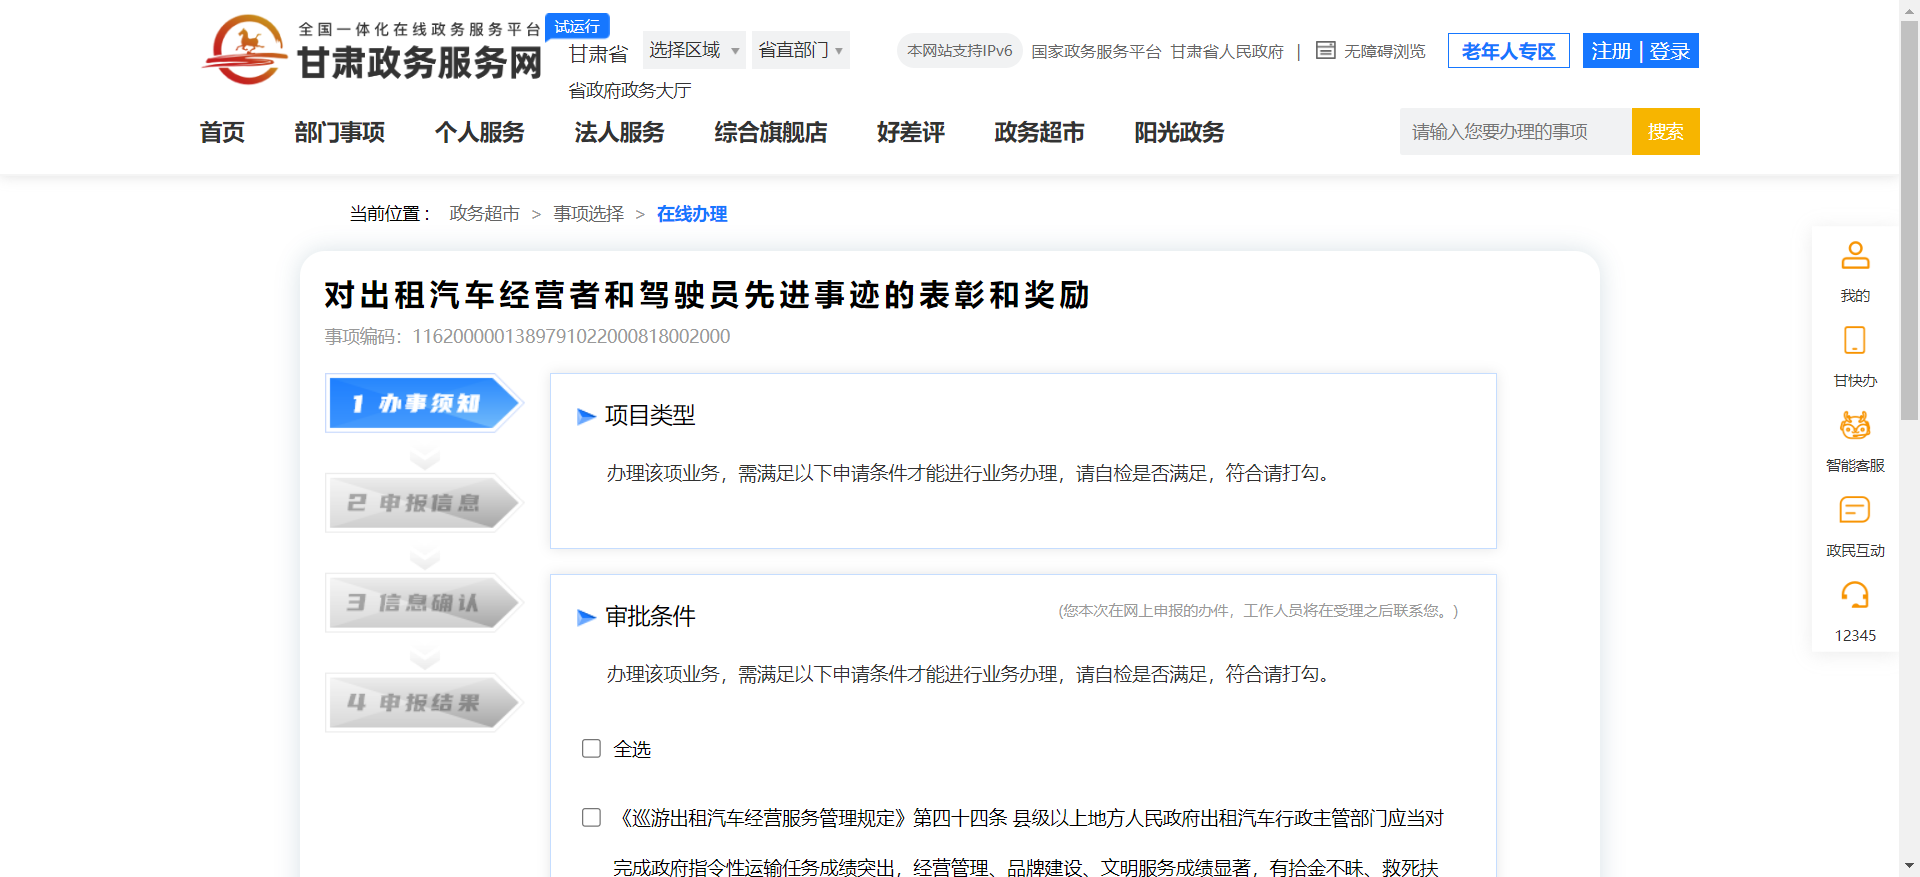 全国一体化在线政务服务平台
甘肃政务服务网
试运行
甘肃省
选择区域
省直部门
省政府政务大厅
本网站支持IPv6
国家政务服务平台
甘肃省人民政府
|
无障碍浏览
老年人专区
注册 | 登录
首页
部门事项
个人服务
法人服务
综合旗舰店
好差评
政务超市
阳光政务
请输入您要办理的事项
搜索
当前位置： 政务超市 > 事项选择 > 在线办理
对出租汽车经营者和驾驶员先进事迹的表彰和奖励
事项编码：1162000001389791022000818002000
1 办事须知
2 申报信息
3 信息确认
4 申报结果
项目类型
办理该项业务，需满足以下申请条件才能进行业务办理，请自检是否满足，符合请打勾。
审批条件
(您本次在网上申报的办件，工作人员将在受理之后联系您。)
办理该项业务，需满足以下申请条件才能进行业务办理，请自检是否满足，符合请打勾。
全选
《巡游出租汽车经营服务管理规定》第四十四条 县级以上地方人民政府出租汽车行政主管部门应当对
完成政府指令性运输任务成绩突出，经营管理、品牌建设、文明服务成绩显著，有拾金不昧、救死扶
我的
甘快办
智能客服
政民互动
12345